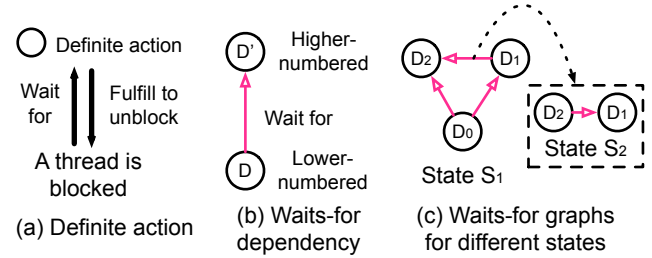 Definite action
Wait for
Fulfill to unblock
A thread is blocked
(a) Definite action
D'
Higher-numbered
Wait for
D
Lower-numbered
(b) Waits-for dependency
D2
D1
D0
State S1
D2
D1
State S2
(c) Waits-for graphs for different states